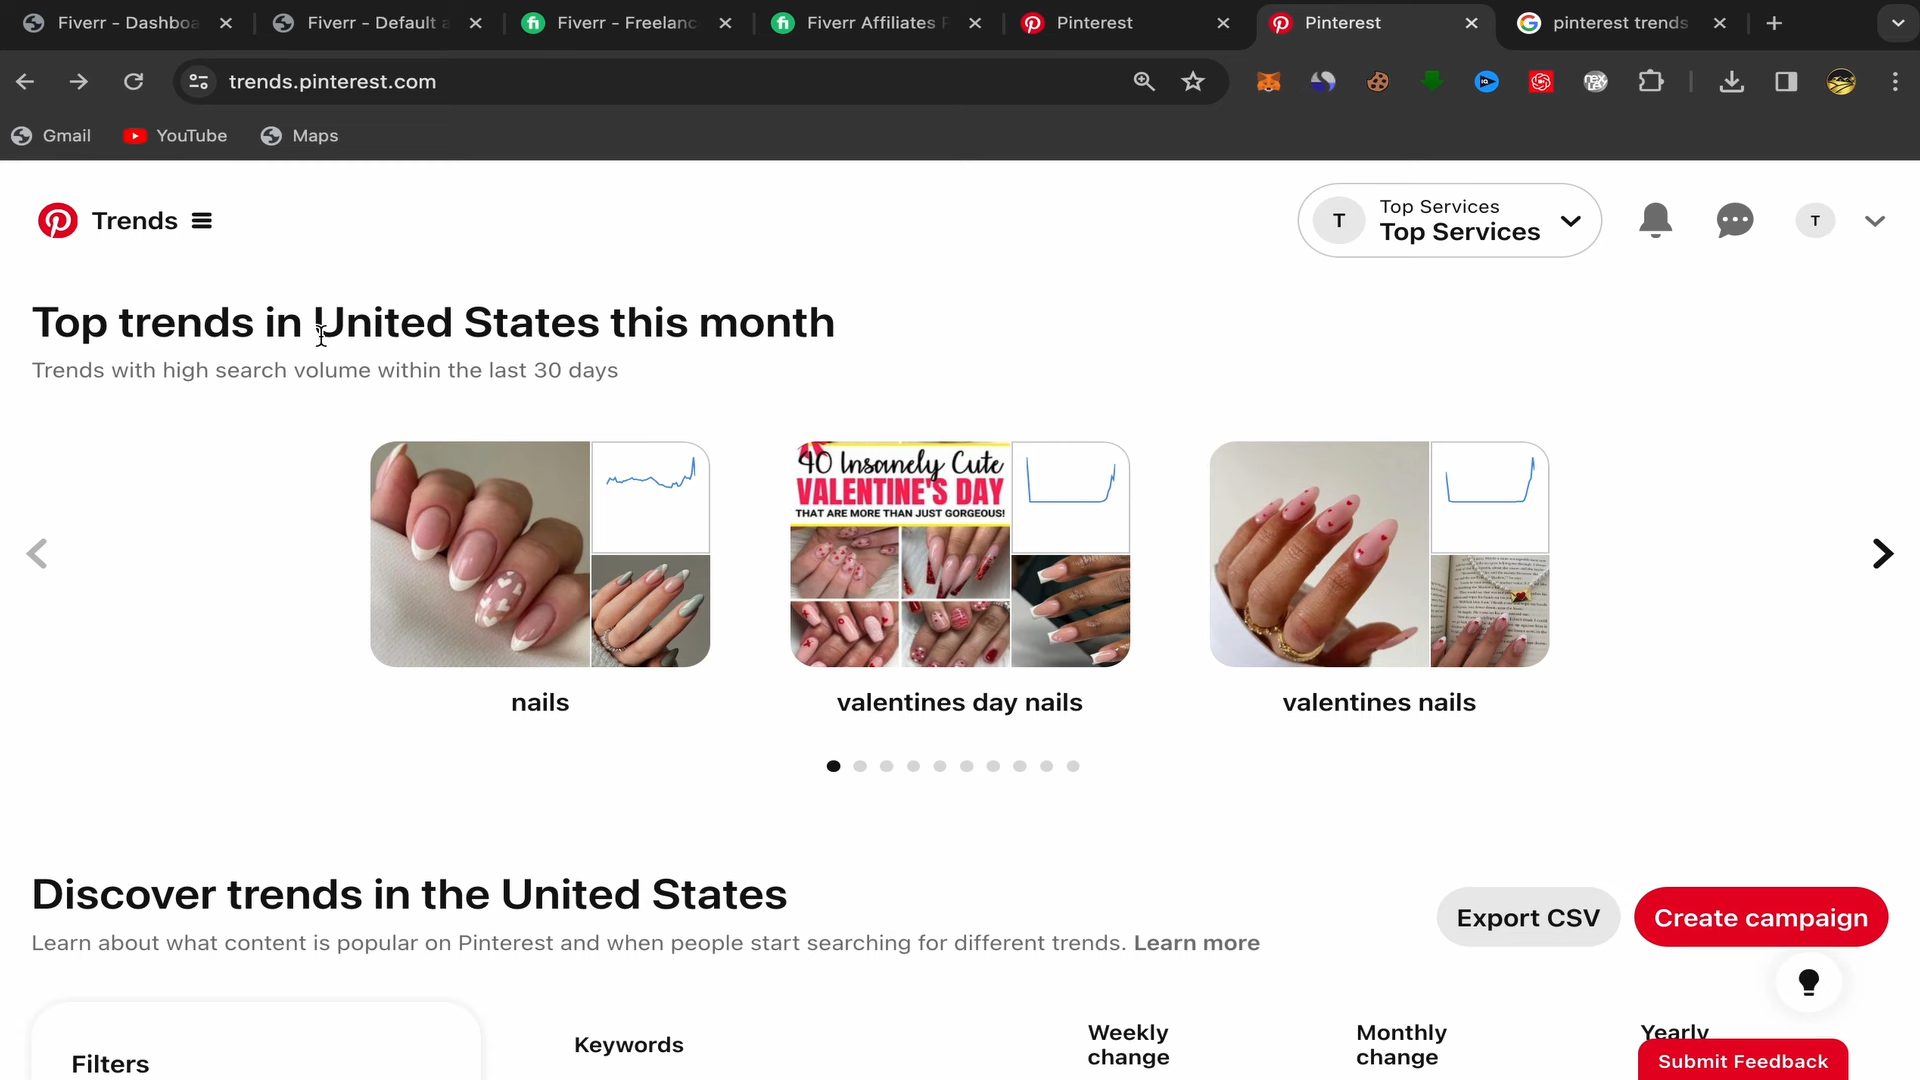 Fiverr - Dashbo
Fiverr - Default
Fiverr - Freelanc
Fiverr Affiliates
Pinterest
Pinterest
pinterest trends
trends.pinterest.com
Gmail
YouTube
Maps
Trends
T
Top Services
Top Services
T
Top trends in United States this month
Trends with high search volume within the last 30 days
40 Insanely Cute
VALENTINE'S DAY
THAT ARE MORE THAN JUST GORGEOUS!
nails
valentines day nails
valentines nails
Discover trends in the United States
Learn about what content is popular on Pinterest and when people start searching for different trends. Learn more
Export CSV
Create campaign
Filters
Keywords
Weekly
change
Monthly
change
Yearly
Submit Feedback